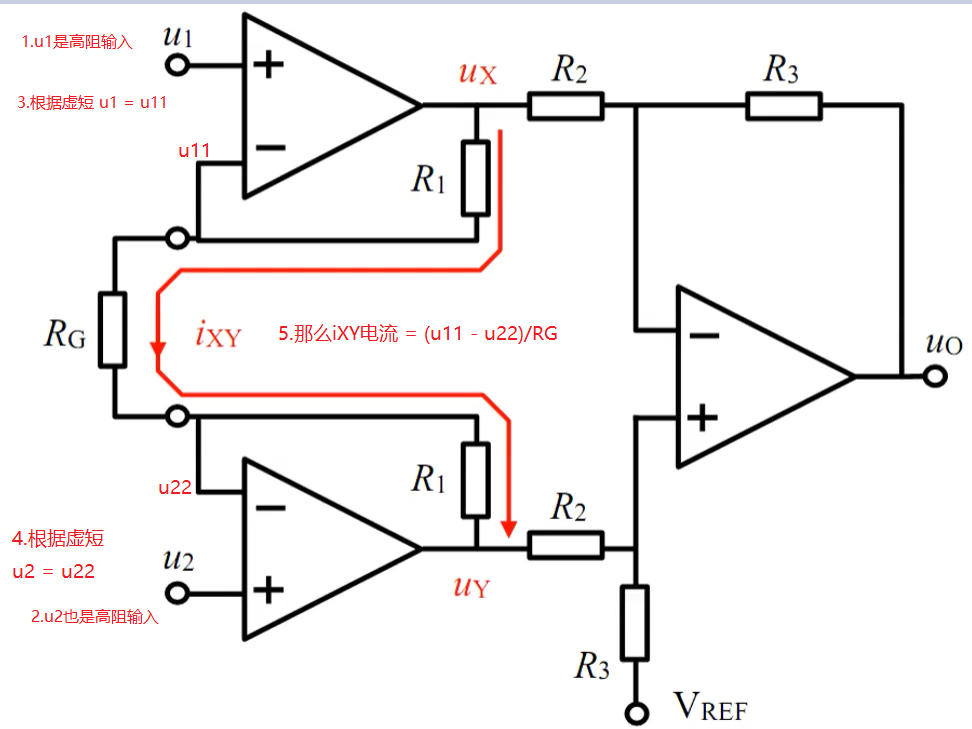 1.u1是高阻输入
u1
3.根据虚短 u1 = u11
+
uX
R2
R3
u11
−
R1
RG
iXY
5.那么iXY电流 = (u11 - u22)/RG
−
uO
+
u22
−
R1
R2
4.根据虚短
u2 = u22
u2
+
uY
2.u2也是高阻输入
R3
VREF